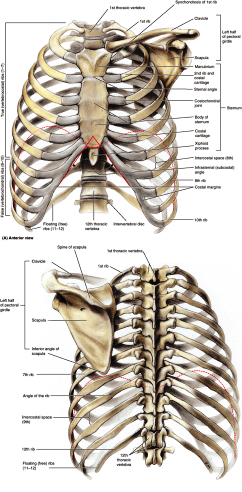 1st thoracic vertebra
Synchondrosis of 1st rib
1st rib
Clavicle
Left half
of pectoral
girdle
Scapula
Manubrium
2nd rib and
costal
cartilage
Sternal angle
Costochondral
joint
Sternum
Body of
sternum
Costal
cartilage
Xiphoid
process
Intercostal space (6th)
Infrasternal (subcostal)
angle
8th rib
Costal margins
10th rib
True (vertebrocostal) ribs (1–7)
False (vertebrochondral) ribs (8–10)
Floating (free)
ribs (11–12)
12th thoracic
vertebra
Intervertebral disc
(A) Anterior view
Spine of scapula
1st thoracic vertebra
Clavicle
1st rib
Left half
of pectoral
girdle
Scapula
Inferior angle of
scapula
7th rib
Angle of the rib
Intercostal space
(9th)
10th rib
Floating (free) ribs
(11–12)
12th
thoracic
vertebra